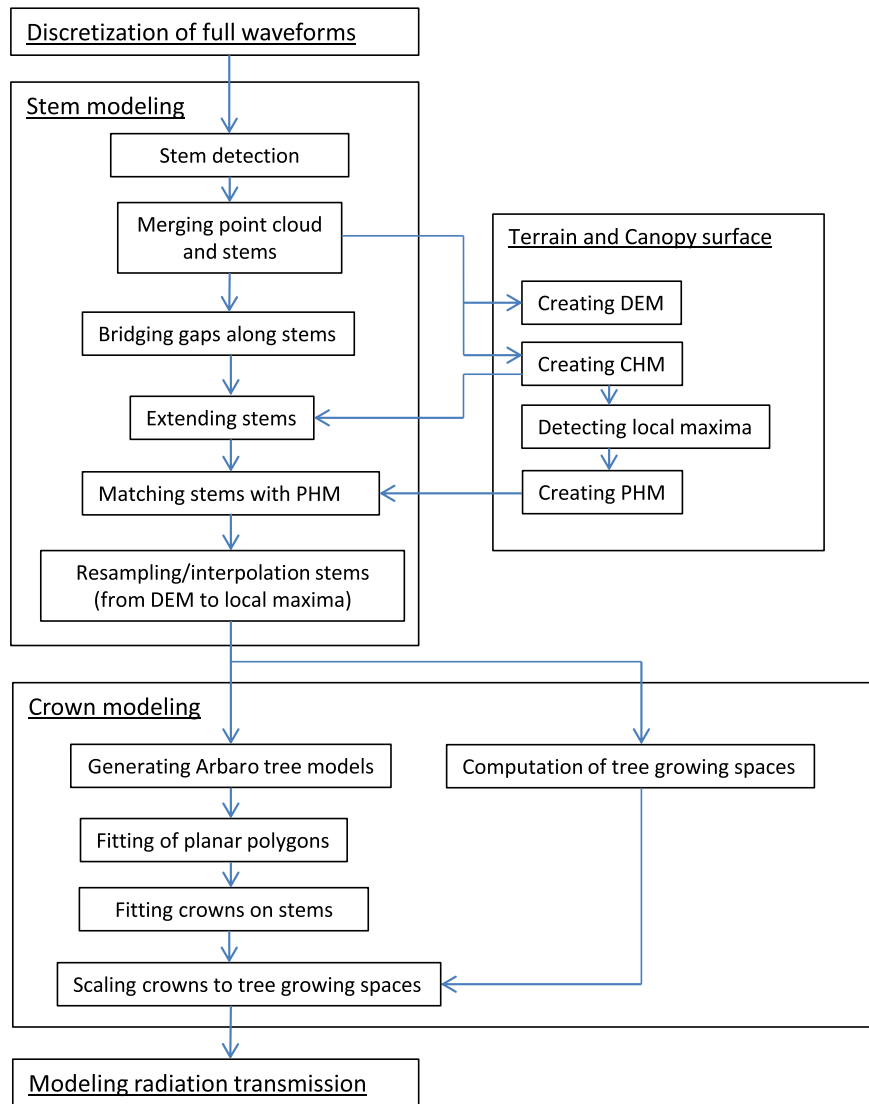 Discretization of full waveforms
Stem modeling
Stem detection
Merging point cloud
and stems
Bridging gaps along stems
Extending stems
Matching stems with PHM
Resampling/interpolation stems
(from DEM to local maxima)
Terrain and Canopy surface
Creating DEM
Creating CHM
Detecting local maxima
Creating PHM
Crown modeling
Generating Arbaro tree models
Fitting of planar polygons
Fitting crowns on stems
Scaling crowns to tree growing spaces
Computation of tree growing spaces
Modeling radiation transmission